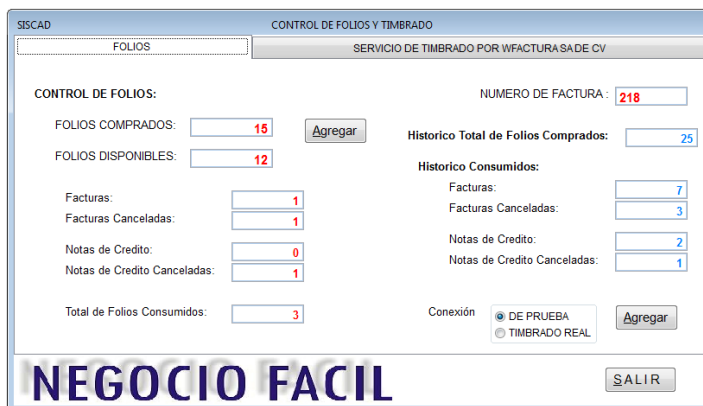 SISCAD CONTROL DE FOLIOS Y TIMBRADO
FOLIOS SERVICIO DE TIMBRADO POR WFACTURA SA DE CV
CONTROL DE FOLIOS:
FOLIOS COMPRADOS: 15 Agregar
FOLIOS DISPONIBLES: 12
Facturas: 1
Facturas Canceladas: 1
Notas de Credito: 0
Notas de Credito Canceladas: 1
Total de Folios Consumidos: 3
NUMERO DE FACTURA : 218
Historico Total de Folios Comprados: 25
Historico Consumidos:
Facturas: 7
Facturas Canceladas: 3
Notas de Credito: 2
Notas de Credito Canceladas: 1
Conexión DE PRUEBA
TIMBRADO REAL
Agregar
NEGOCIO FACIL
SALIR